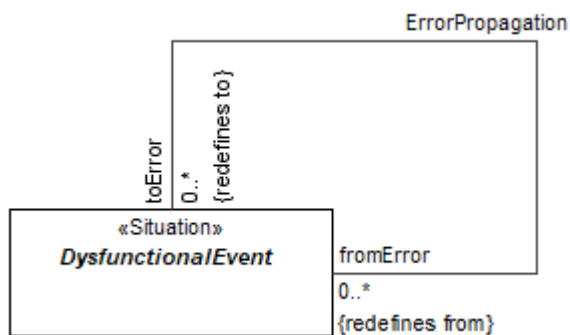 ErrorPropagation
toError
0..*
{redefines to}
«Situation»
DysfunctionalEvent
fromError
0..*
{redefines from}